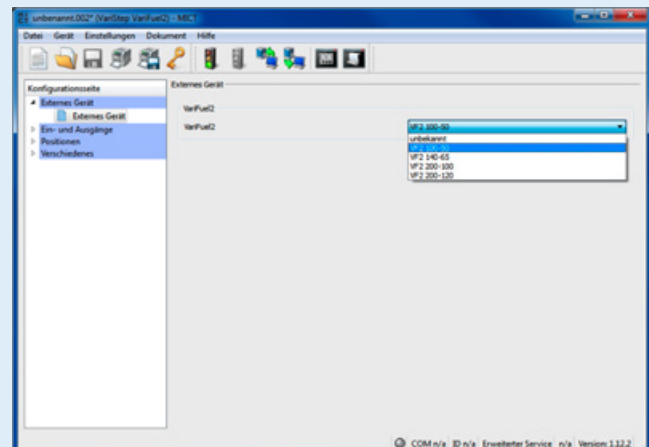 unbenannt.002* (VariStep VariFuel2) - MICT
Datei Gerät Einstellungen Dokument Hilfe
Konfigurationsseite
Externes Gerät
Externes Gerät
Ein- und Ausgänge
Positionen
Verschiedenes
Externes Gerät
VariFuel2
VariFuel2
VF2 100-50
unbekannt
VF2 100-50
VF2 140-65
VF2 200-100
VF2 200-120
COM n/a ID n/a Erweiterter Service n/a Version: 1.12.2